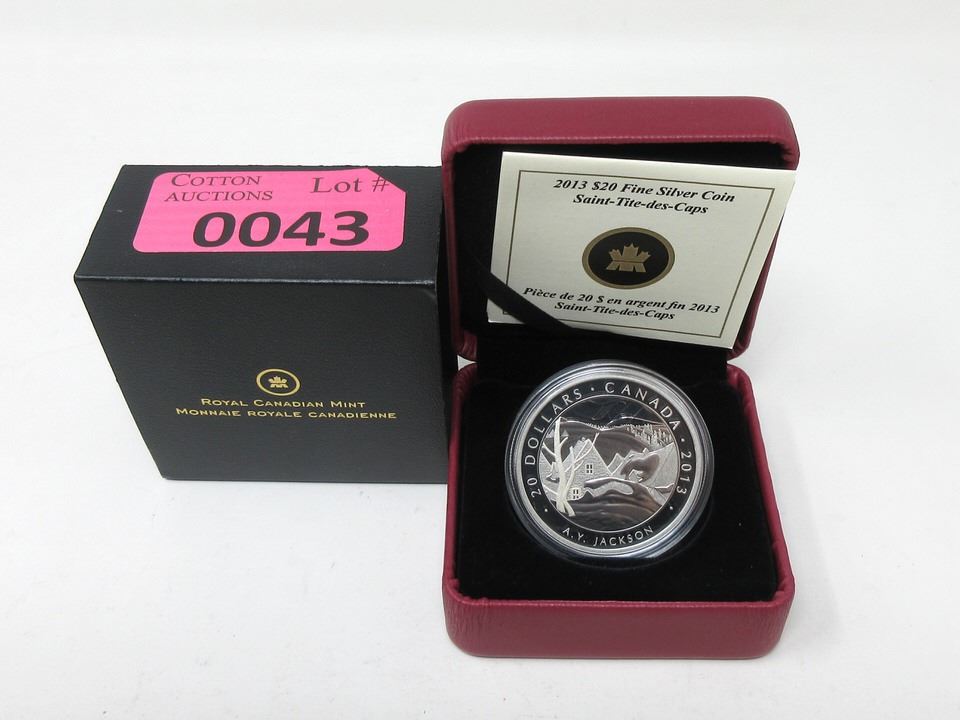 COTTON
AUCTIONS
Lot #
0043
ROYAL CANADIAN MINT
MONNAIE ROYALE CANADIENNE
2013 $20 Fine Silver Coin
Saint-Tite-des-Caps
Pièce de 20 $ en argent fin 2013
Saint-Tite-des-Caps
20 DOLLARS · CANADA · 2013
A.Y. JACKSON